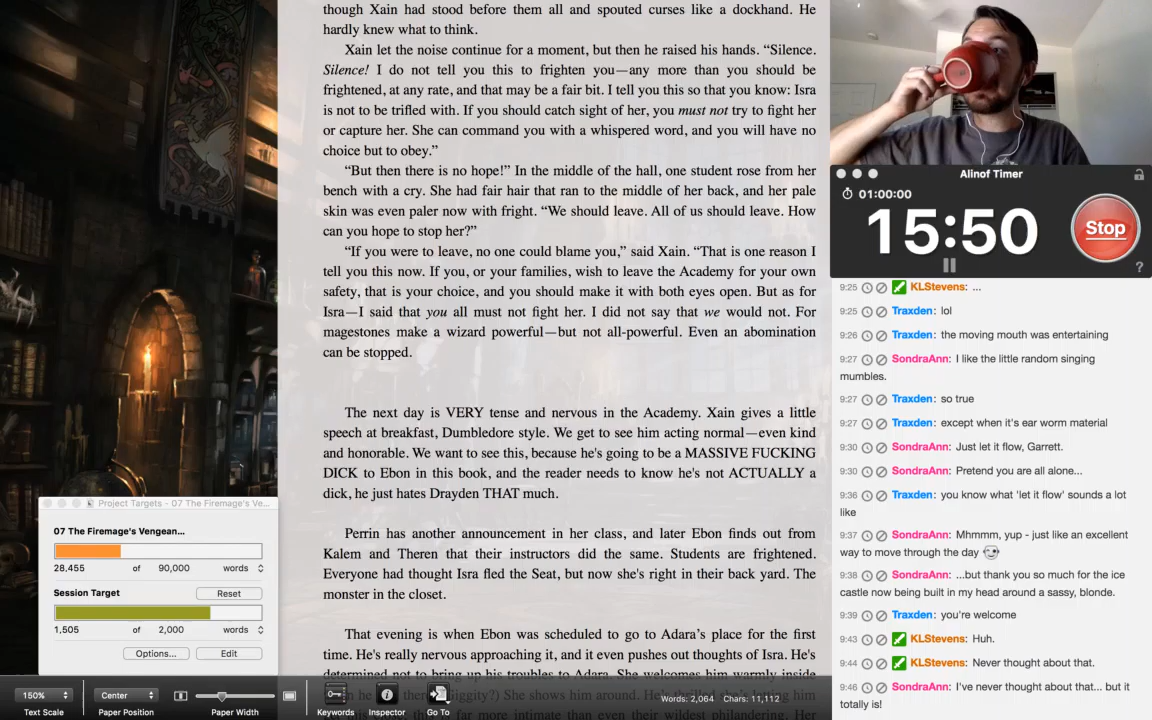 though Xain had stood before them all and spouted curses like a dockhand. He
hardly knew what to think.
Xain let the noise continue for a moment, but then he raised his hands. “Silence.
Silence! I do not tell you this to frighten you—any more than you should be
frightened, at any rate, and that may be a fair bit. I tell you this so that you know: Isra
is not to be trifled with. If you should catch sight of her, you must not try to fight her
or capture her. She can command you with a whispered word, and you will have no
choice but to obey.”
“But then there is no hope!” In the middle of the hall, one student rose from her
bench with a cry. She had fair hair that ran to the middle of her back, and her pale
skin was even paler now with fright. “We should leave. All of us should leave. How
can you hope to stop her?”
“If you were to leave, no one could blame you,” said Xain. “That is one reason I
tell you this now. If you, or your families, wish to leave the Academy for your own
safety, that is your choice, and you should make it with both eyes open. But as for
Isra—I said that you all must not fight her. I did not say that we would not. For
magestones make a wizard powerful—but not all-powerful. Even an abomination
can be stopped.
The next day is VERY tense and nervous in the Academy. Xain gives a little
speech at breakfast, Dumbledore style. We get to see him acting normal—even kind
and honorable. We want to see this, because he's going to be a MASSIVE FUCKING
DICK to Ebon in this book, and the reader needs to know he's not ACTUALLY a
dick, he just hates Drayden THAT much.
Perrin has another announcement in her class, and later Ebon finds out from
Kalem and Theren that their instructors did the same. Students are frightened.
Everyone had thought Isra fled the Seat, but now she's right in their back yard. The
monster in the closet.
That evening is when Ebon was scheduled to go to Adara's place for the first
time. He's really nervous approaching it, and it even pushes out thoughts of Isra. He's
determined not to bring up his troubles to Adara. She welcomes him warmly inside
She shows him around. He's thrilled she's letting him
far more intimate than even their wildest philandering. Her
Project Targets - 07 The Firemage's Ve...
07 The Firemage's Vengean...
28,455 of 90,000 words
Session Target Reset
1,505 of 2,000 words
Options... Edit
150% Center
Text Scale Paper Position Paper Width Keywords Inspector Go To
Words: 2,064 Chars: 11,112
Alinof Timer
01:00:00
15:50
Stop
?
9:25 KLStevens: ...
9:25 Traxden: lol
9:26 Traxden: the moving mouth was entertaining
9:27 SondraAnn: I like the little random singing
mumbles.
9:27 Traxden: so true
9:27 Traxden: except when it's ear worm material
9:30 SondraAnn: Just let it flow, Garrett.
9:30 SondraAnn: Pretend you are all alone...
9:36 Traxden: you know what 'let it flow' sounds a lot
like
9:37 SondraAnn: Mhmmm, yup - just like an excellent
way to move through the day
9:38 SondraAnn: ...but thank you so much for the ice
castle now being built in my head around a sassy, blonde.
9:39 Traxden: you're welcome
9:43 KLStevens: Huh.
9:44 KLStevens: Never thought about that.
9:46 SondraAnn: I've never thought about that... but it
totally is!